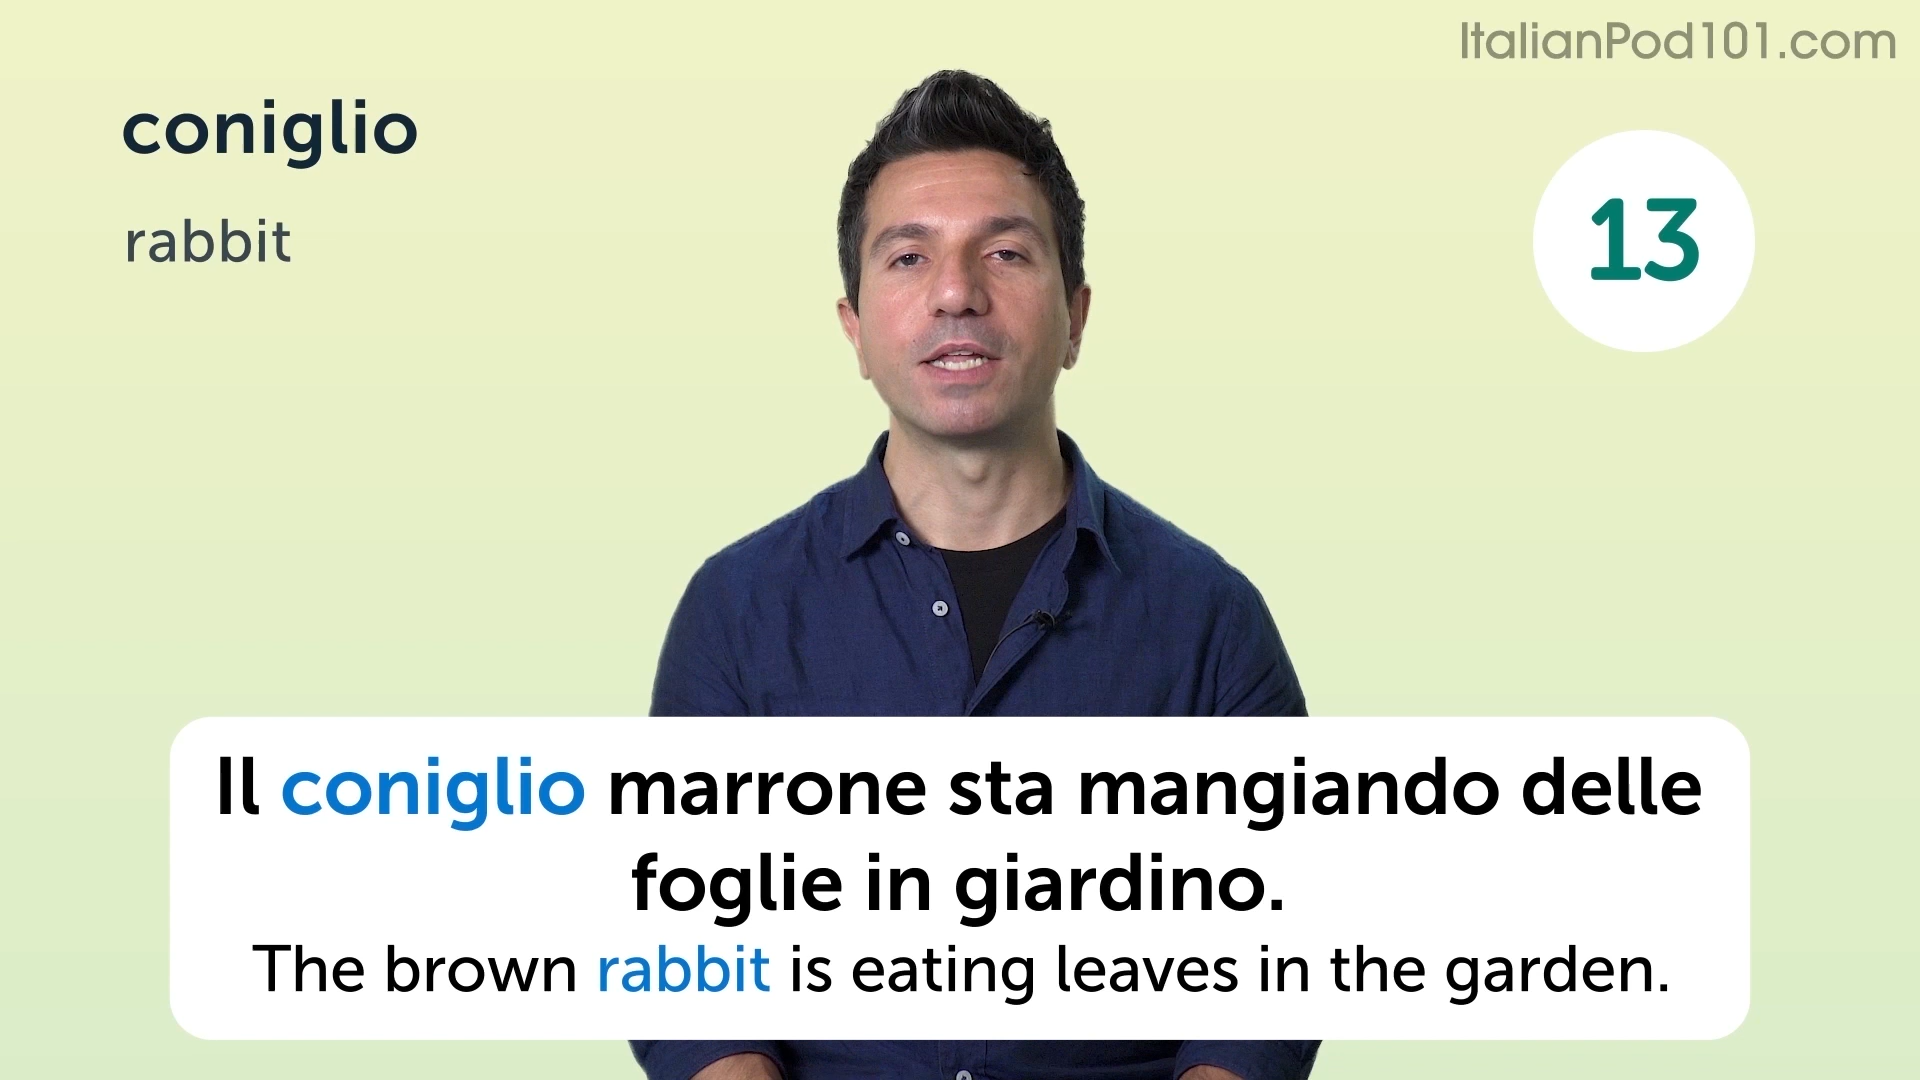 ItalianPod101.com
coniglio
rabbit
13
Il coniglio marrone sta mangiando delle
foglie in giardino.
The brown rabbit is eating leaves in the garden.